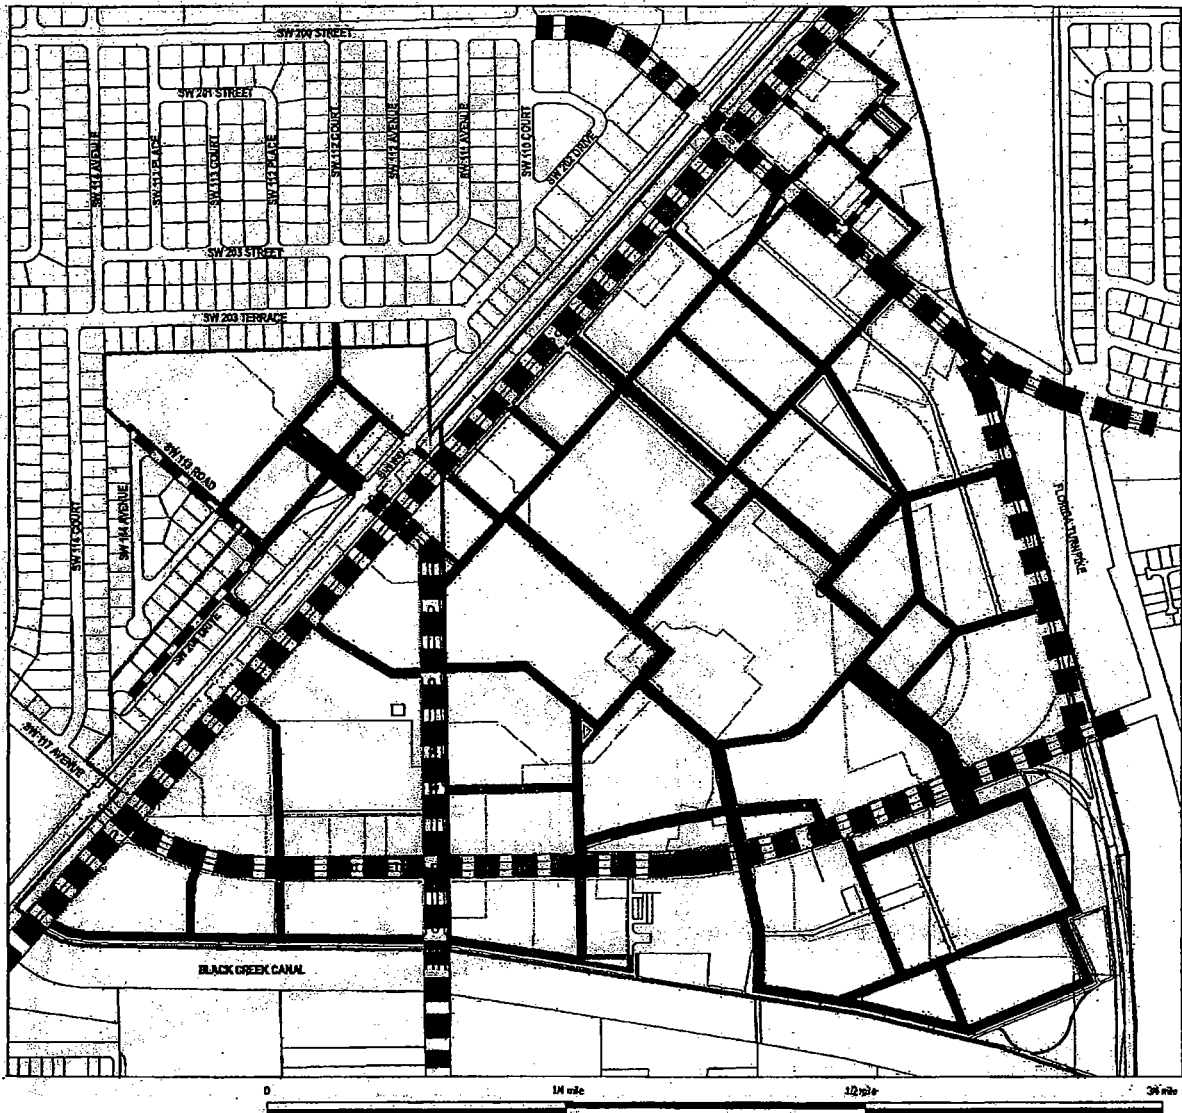 SW 200 STREET
SW 201 STREET
SW 114 AVENUE
SW 113 PLACE
SW 113 COURT
SW 112 PLACE
SW 112 COURT
SW 112 AVENUE
SW 111 AVENUE
SW 110 COURT
SW 202 DRIVE
SW 203 STREET
SW 203 TERRACE
SW 113 ROAD
SW 114 COURT
SW 114 AVENUE
SW 117 AVENUE
FLORIDA TURNPIKE
BLACK CREEK CANAL
0
1/4 mile
1/2 mile
3/4 mile